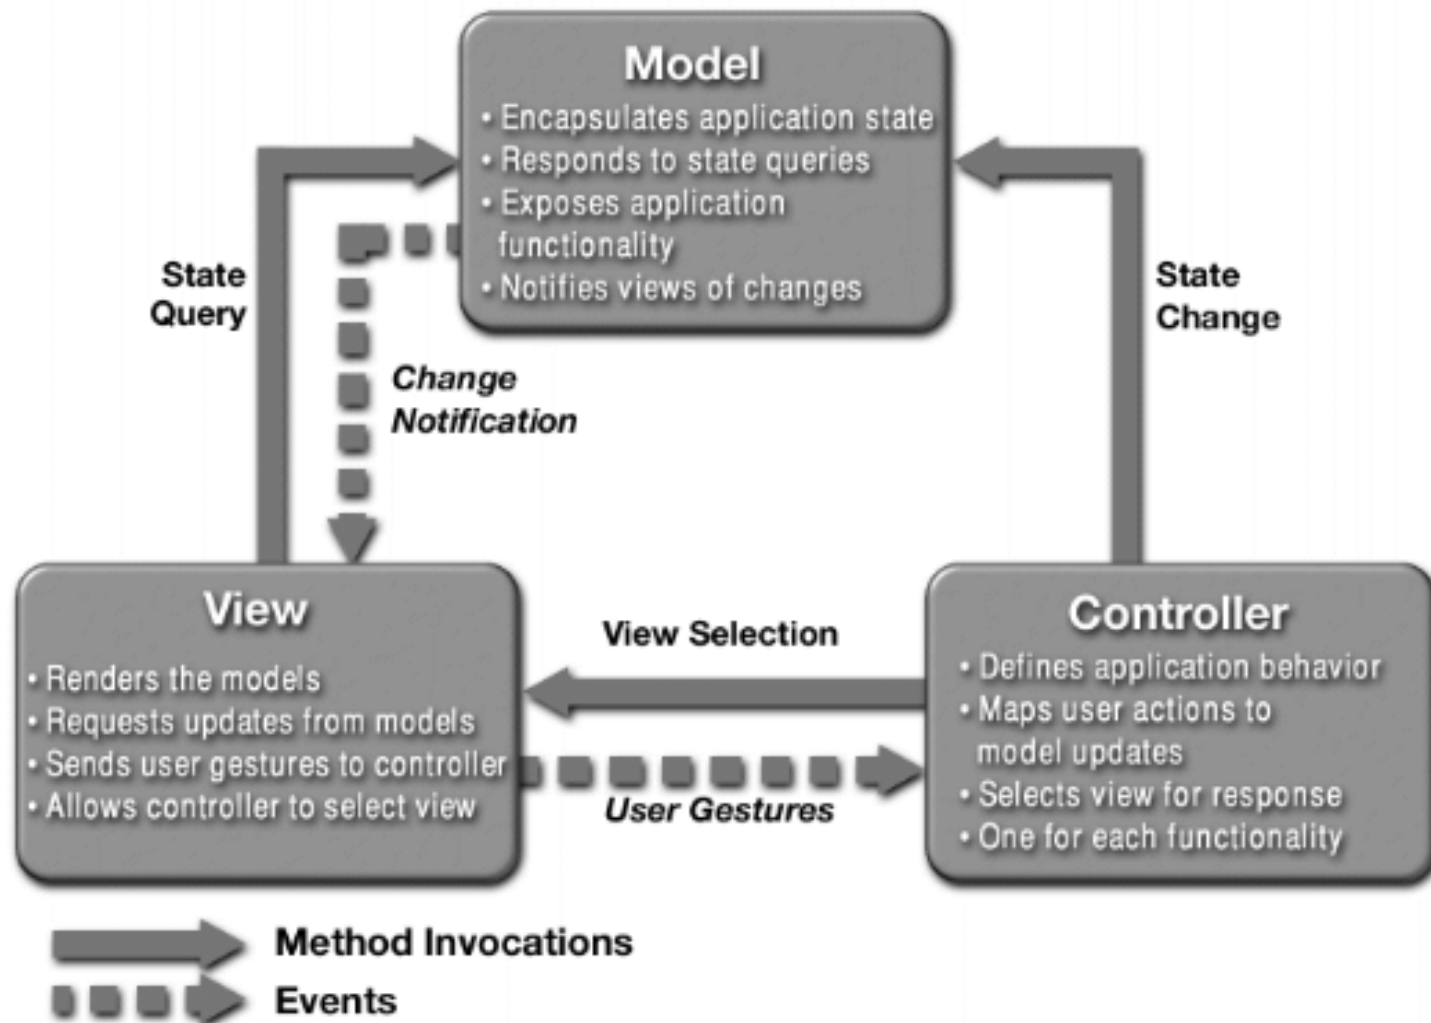 Model
• Encapsulates application state
• Responds to state queries
• Exposes application
functionality
• Notifies views of changes
State
Query
Change
Notification
State
Change
View
• Renders the models
• Requests updates from models
• Sends user gestures to controller
• Allows controller to select view
View Selection
User Gestures
Controller
• Defines application behavior
• Maps user actions to
model updates
• Selects view for response
• One for each functionality
Method Invocations
Events